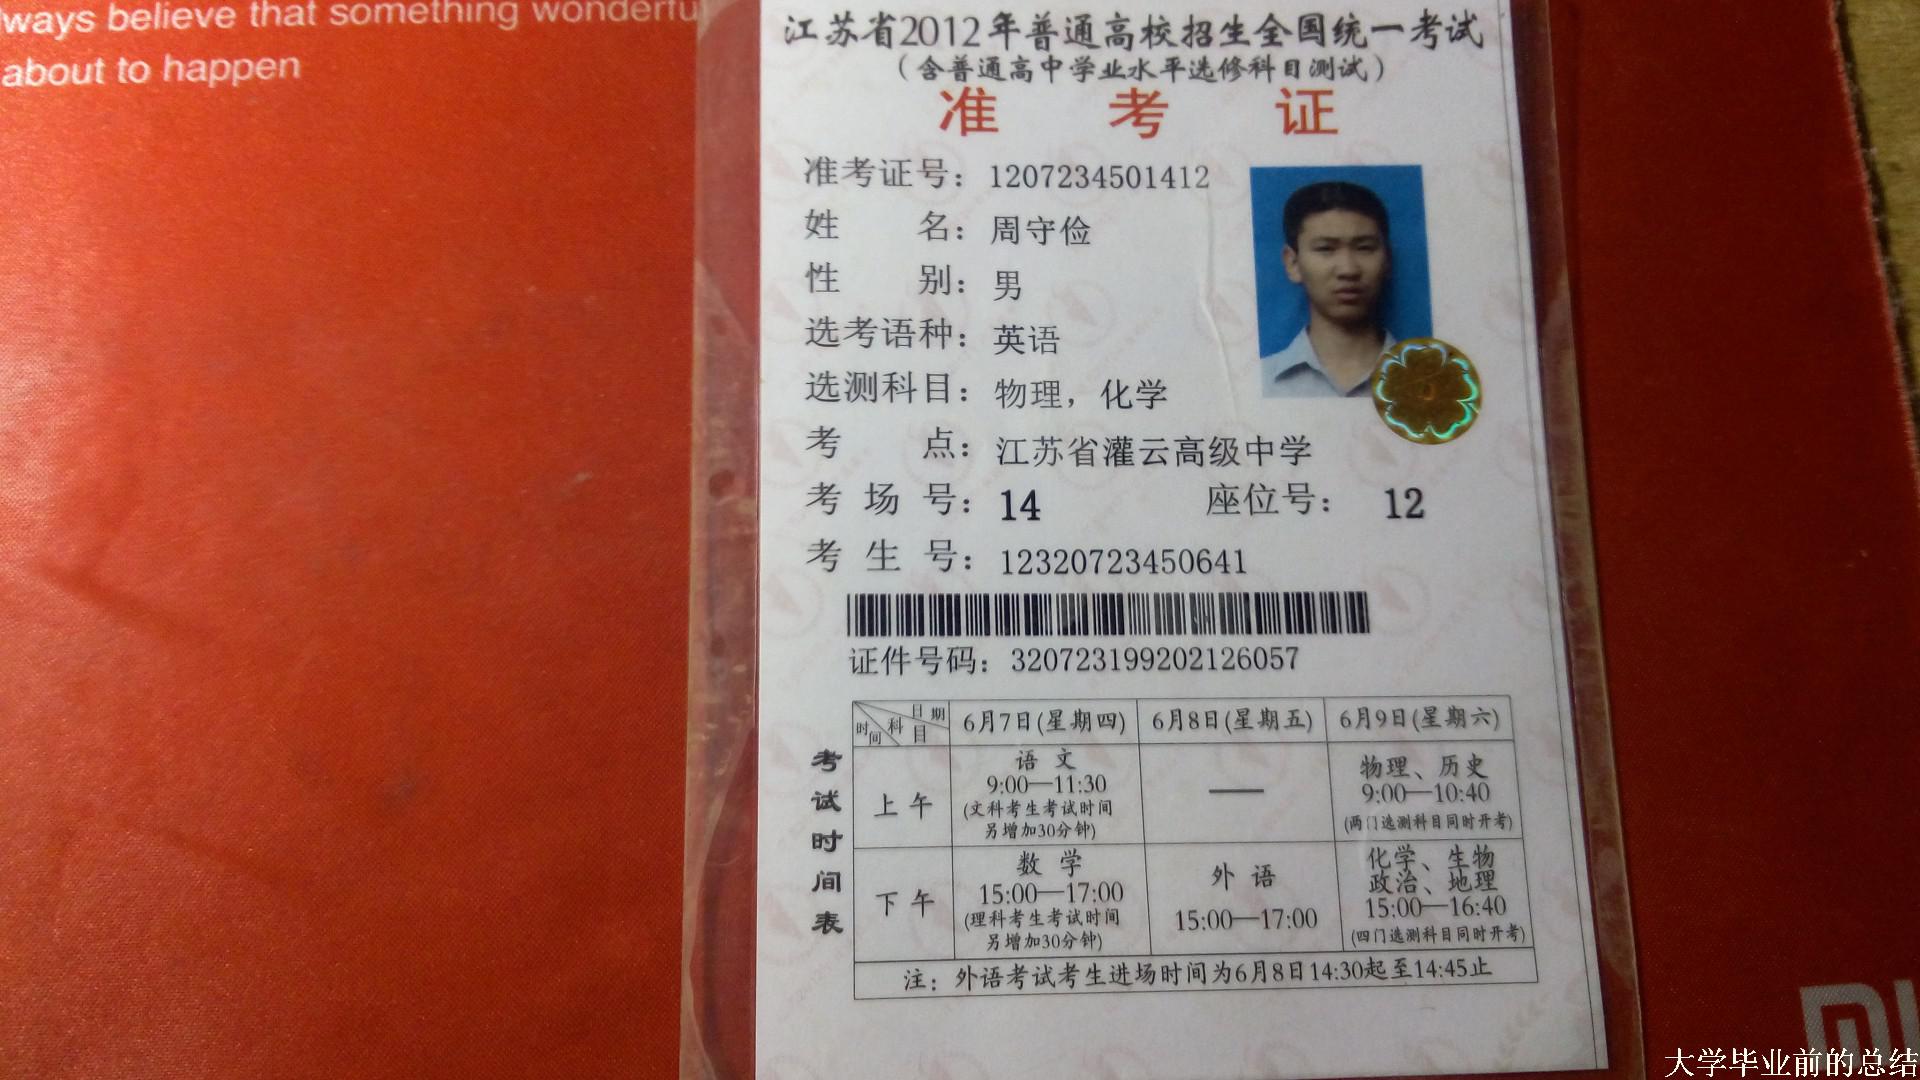 lways believe that something wonderfu
about to happen
江苏省2012年普通高校招生全国统一考试
（含普通高中学业水平选修科目测试）
准考证
准考证号：1207234501412
姓名：周守俭
性别：男
选考语种：英语
选测科目：物理，化学
考点：江苏省灌云高级中学
考场号：14 座位号：12
考生号：12320723450641
证件号码：320723199202126057
考试时间表
日期 科目 时间 6月7日(星期四) 6月8日(星期五) 6月9日(星期六)
上午
语文
9:00—11:30
(文科考生考试时间
另增加30分钟)
——
物理、历史
9:00—10:40
(两门选测科目同时开考)
下午
数学
15:00—17:00
(理科考生考试时间
另增加30分钟)
外语
15:00—17:00
化学、生物
政治、地理
15:00—16:40
(四门选测科目同时开考)
注：外语考试考生进场时间为6月8日14:30起至14:45止
MI
大学毕业前的总结